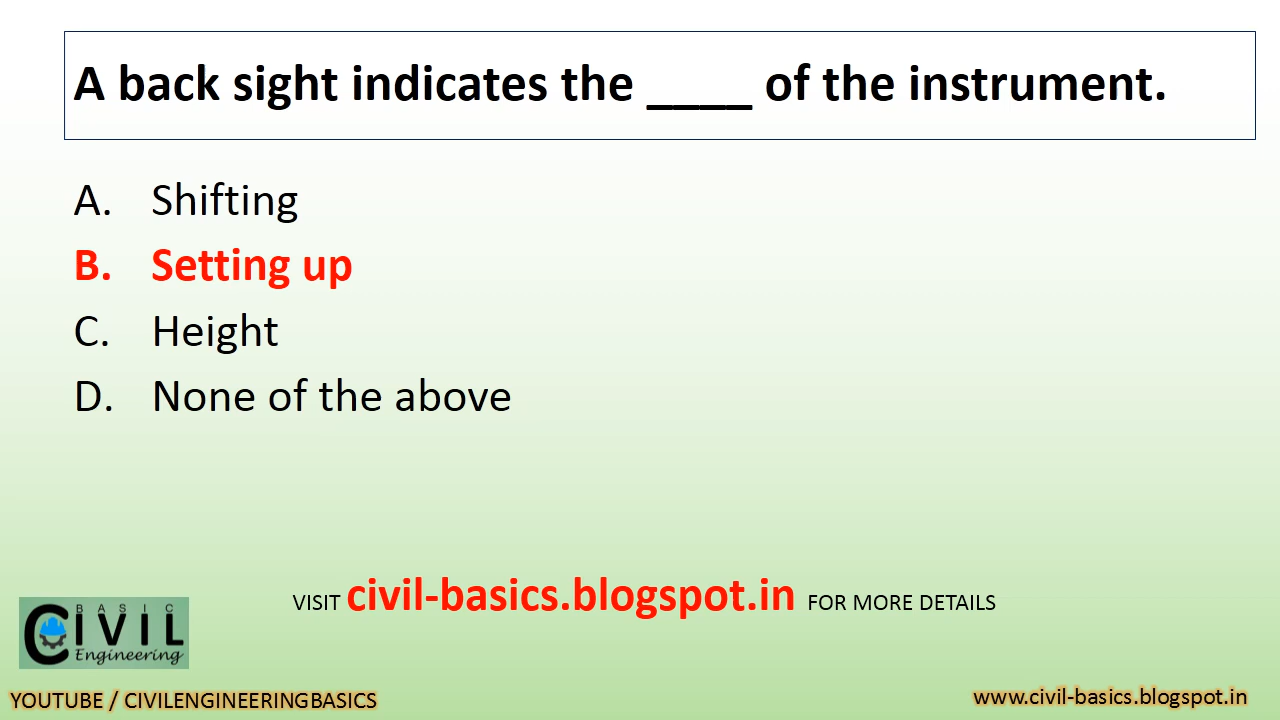 A back sight indicates the ____ of the instrument.
A. Shifting
B. Setting up
C. Height
D. None of the above
VISIT civil-basics.blogspot.in FOR MORE DETAILS
BASIC
CIVIL
Engineering
YOUTUBE / CIVILENGINEERINGBASICS
www.civil-basics.blogspot.in